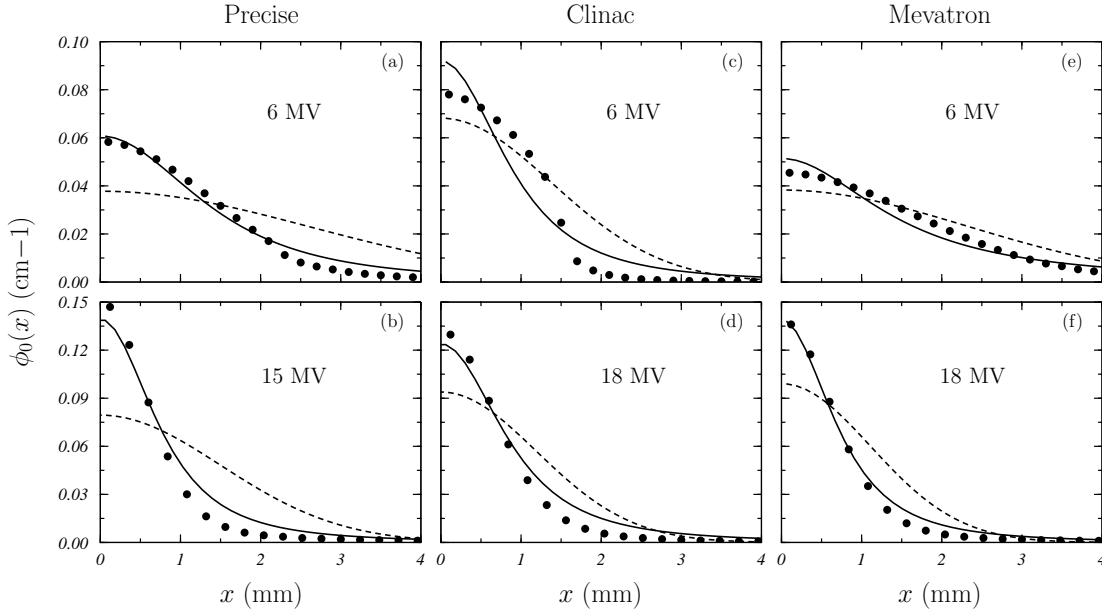 Precise Clinac Mevatron
0.10 (a) (c) (e)
0.08
6 MV 6 MV 6 MV
0.06
0.04
0.02
0.00
ϕ₀(x) (cm−1)
0.15 (b) (d) (f)
0.12
15 MV 18 MV 18 MV
0.09
0.06
0.03
0.00
0 1 2 3 4 0 1 2 3 4 0 1 2 3 4
x (mm) x (mm) x (mm)